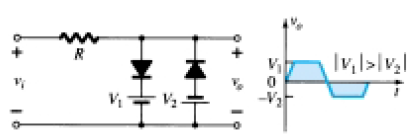 +
R
+
v_i
V_1
V_2
v_o
−
−
v_o
V_1
|V_1|>|V_2|
0
t
−V_2